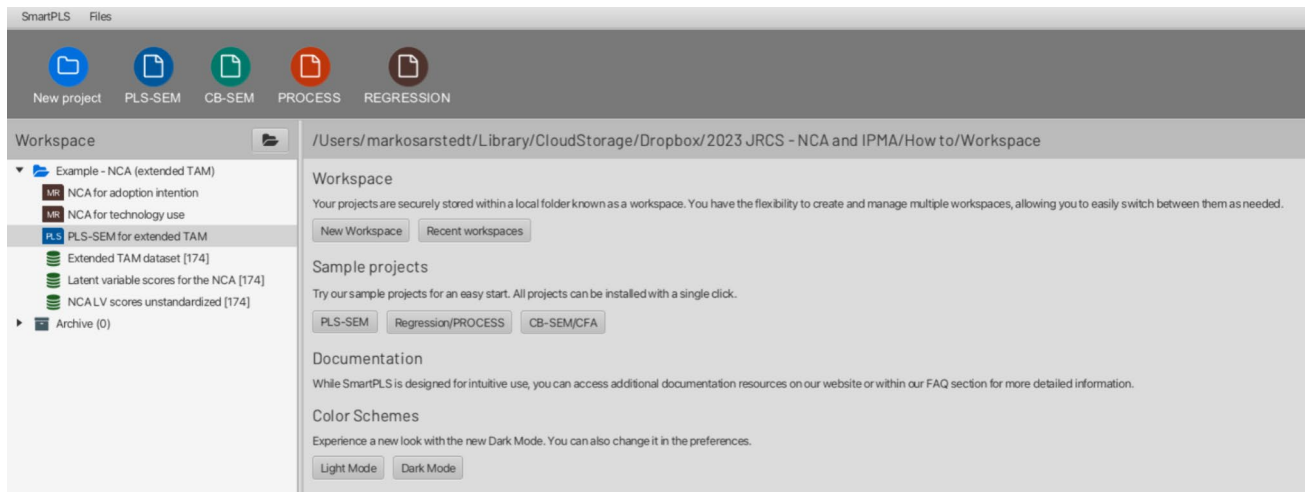 SmartPLS Files
New project PLS-SEM CB-SEM PROCESS REGRESSION
Workspace
/Users/markosarstedt/Library/CloudStorage/Dropbox/2023 JRCS - NCA and IPMA/How to/Workspace
Example - NCA (extended TAM)
MR NCA for adoption intention
MR NCA for technology use
PLS PLS-SEM for extended TAM
Extended TAM dataset [174]
Latent variable scores for the NCA [174]
NCA LV scores unstandardized [174]
Archive (0)
Workspace
Your projects are securely stored within a local folder known as a workspace. You have the flexibility to create and manage multiple workspaces, allowing you to easily switch between them as needed.
New Workspace Recent workspaces
Sample projects
Try our sample projects for an easy start. All projects can be installed with a single click.
PLS-SEM Regression/PROCESS CB-SEM/CFA
Documentation
While SmartPLS is designed for intuitive use, you can access additional documentation resources on our website or within our FAQ section for more detailed information.
Color Schemes
Experience a new look with the new Dark Mode. You can also change it in the preferences.
Light Mode Dark Mode